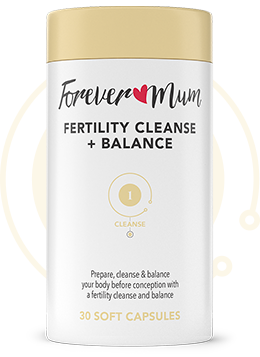 Forever Mum
FERTILITY CLEANSE
+ BALANCE
I
CLEANSE
Prepare, cleanse & balance
your body before conception with
a fertility cleanse and balance
30 SOFT CAPSULES